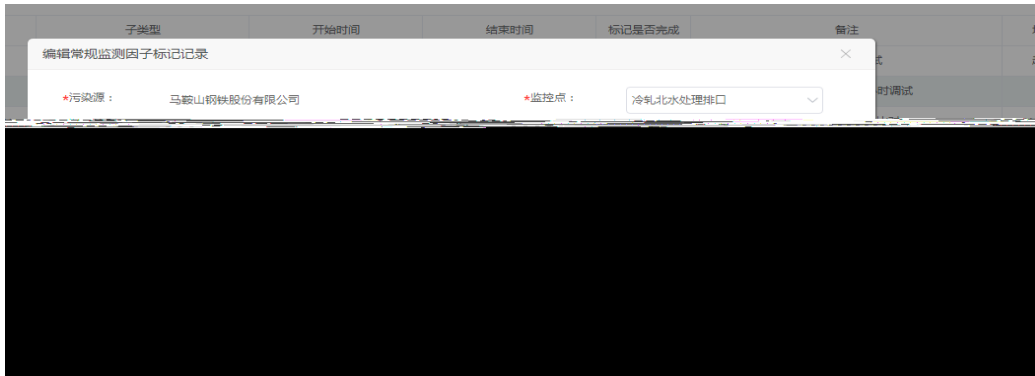 子类型 开始时间 结束时间 标记是否完成 备注
编辑常规监测因子标记记录
*污染源： 马鞍山钢铁股份有限公司 *监控点： 冷轧北水处理排口
时调试